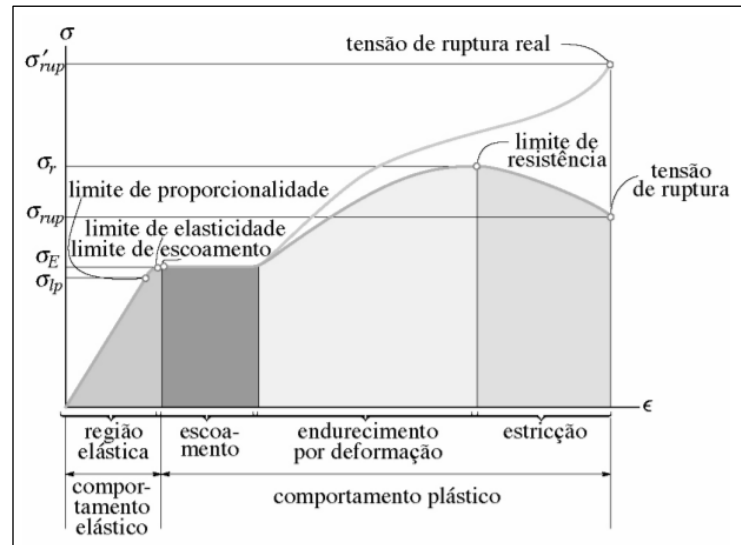 σ
tensão de ruptura real
σ'rup
σr
limite de
resistência
limite de proporcionalidade
tensão
de ruptura
σrup
limite de elasticidade
limite de escoamento
σE
σlp
ϵ
região
elástica
escoa-
mento
endurecimento
por deformação
estricção
compor-
tamento
elástico
comportamento plástico